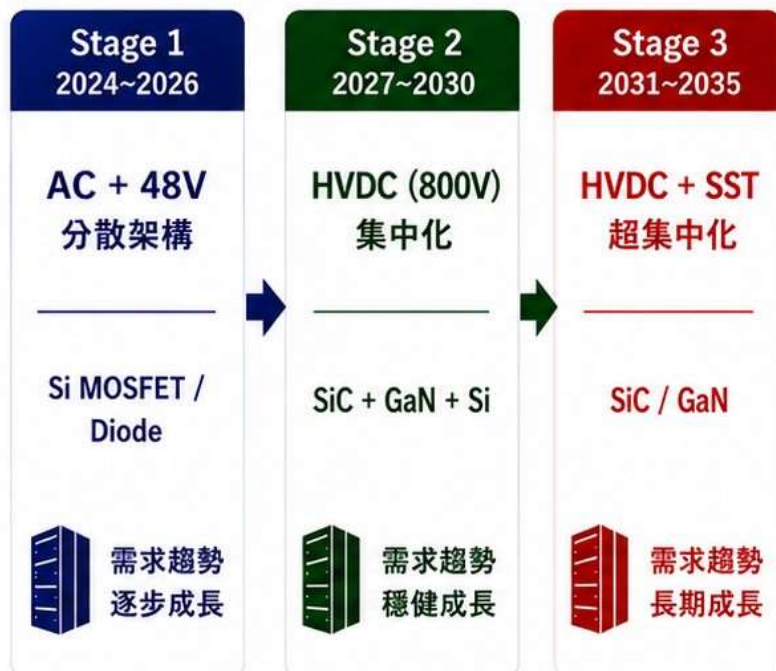 Stage 1
2024~2026
AC + 48V
分散架構
Si MOSFET /
Diode
需求趨勢
逐步成長
Stage 2
2027~2030
HVDC (800V)
集中化
SiC + GaN + Si
需求趨勢
穩健成長
Stage 3
2031~2035
HVDC + SST
超集中化
SiC / GaN
需求趨勢
長期成長